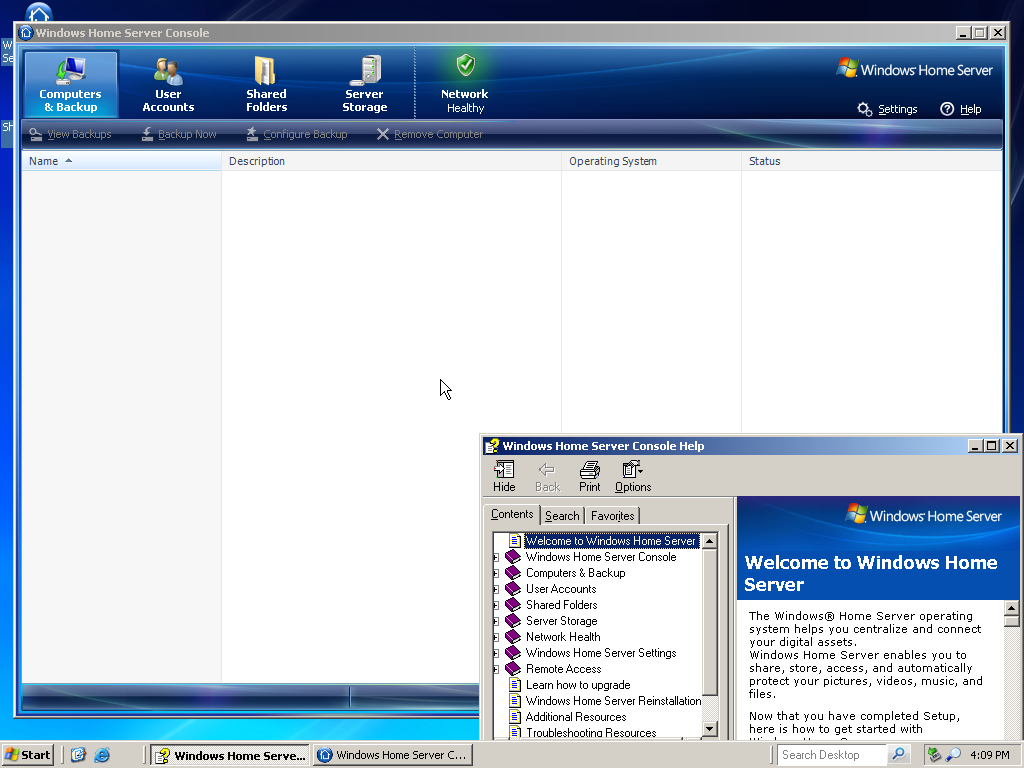 Windows Home Server Console
W
Se
Sh
Computers
& Backup
User
Accounts
Shared
Folders
Server
Storage
Network
Healthy
Windows Home Server
Settings
Help
View Backups
Backup Now
Configure Backup
Remove Computer
Name
Description
Operating System
Status
Windows Home Server Console Help
Hide
Back
Print
Options
Contents
Search
Favorites
Welcome to Windows Home Server
Windows Home Server Console
Computers & Backup
User Accounts
Shared Folders
Server Storage
Network Health
Windows Home Server Settings
Remote Access
Learn how to upgrade
Windows Home Server Reinstallation
Additional Resources
Troubleshooting Resources
Windows Home Server
Welcome to Windows Home
Server
The Windows® Home Server operating
system helps you centralize and connect
your digital assets.
Windows Home Server enables you to
share, store, access, and automatically
protect your pictures, videos, music, and
files.
Now that you have completed Setup,
here is how to get started with
Windows Home Server
Start
Windows Home Serve...
Windows Home Server C...
Search Desktop
4:09 PM